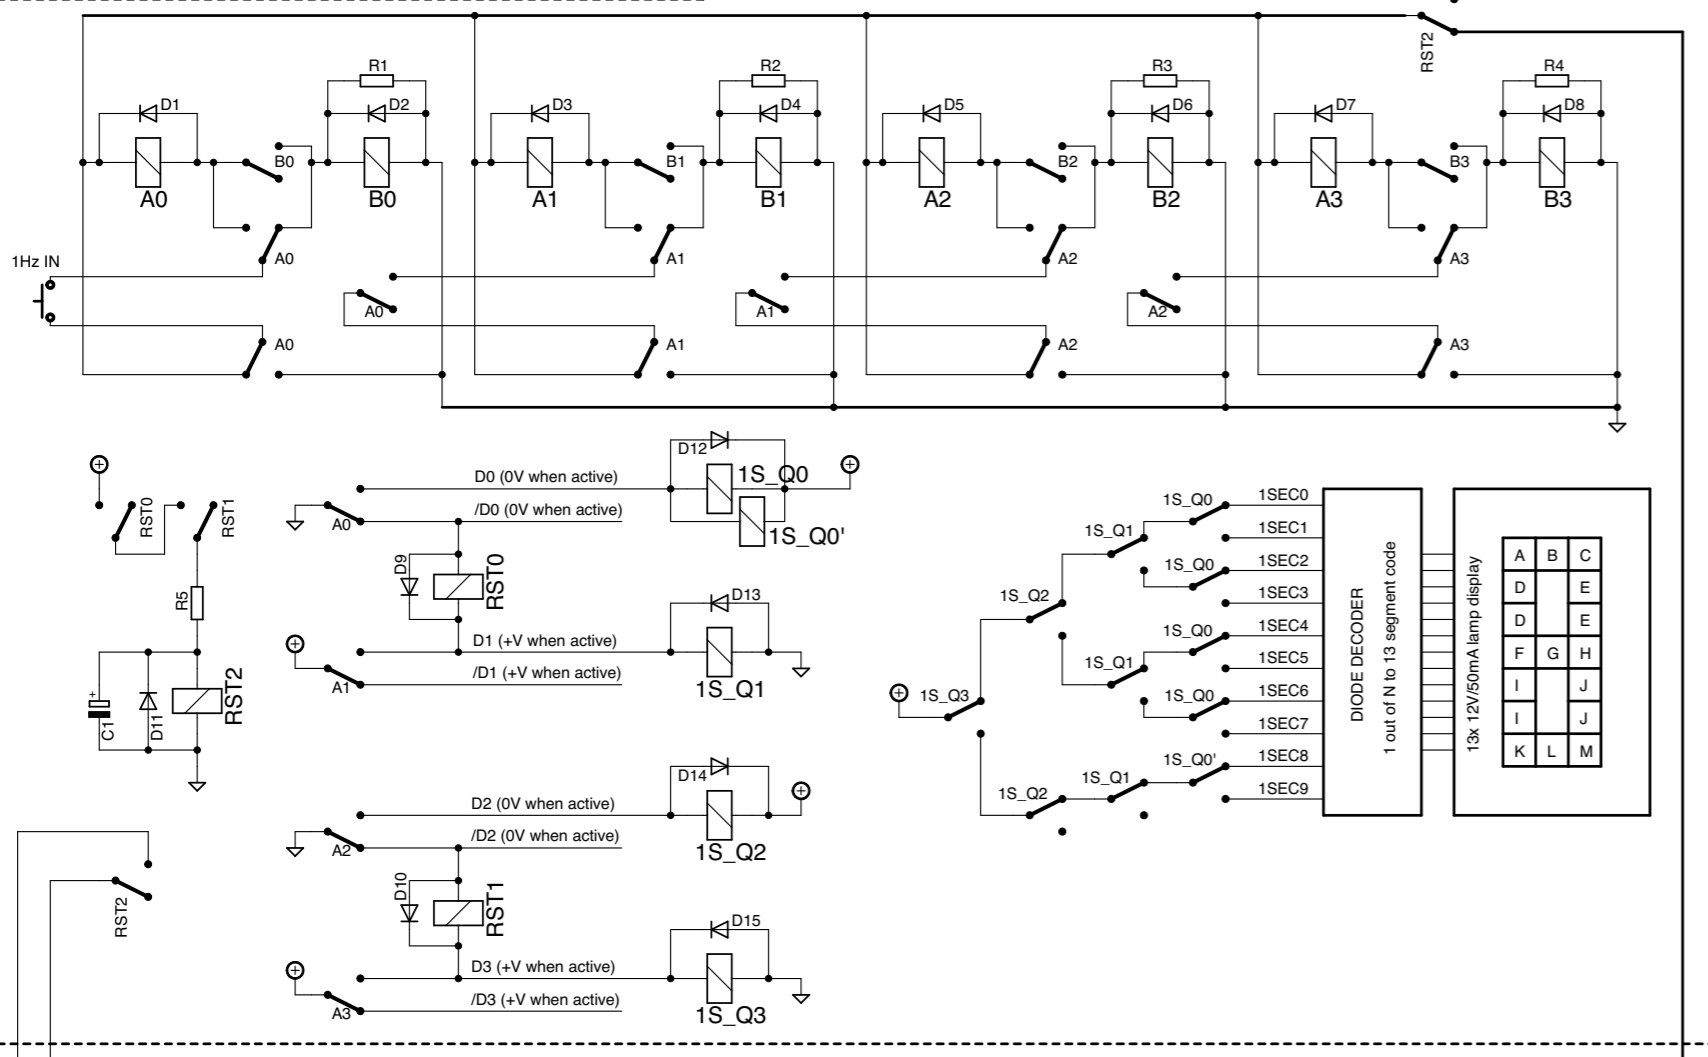 RST2
R1
R2
R3
R4
D1
D2
D3
D4
D5
D6
D7
D8
B0
B1
B2
B3
A0
B0
A1
B1
A2
B2
A3
B3
1Hz IN
A0
A1
A2
A3
A0
A1
A2
A0
A1
A2
A3
RST0
RST1
R5
+
C1
D11
RST2
D12
1S_Q0
1S_Q0'
D0 (0V when active)
/D0 (0V when active)
A0
D9
RST0
D13
D1 (+V when active)
/D1 (+V when active)
A1
1S_Q1
D14
D2 (0V when active)
/D2 (0V when active)
A2
1S_Q2
D10
RST1
D15
D3 (+V when active)
/D3 (+V when active)
A3
1S_Q3
RST2
1S_Q3
1S_Q2
1S_Q2
1S_Q1
1S_Q1
1S_Q1
1S_Q0
1S_Q0
1S_Q0
1S_Q0
1S_Q0'
1SEC0
1SEC1
1SEC2
1SEC3
1SEC4
1SEC5
1SEC6
1SEC7
1SEC8
1SEC9
DIODE DECODER
1 out of N to 13 segment code
13x 12V/50mA lamp display
A B C
D E
D E
F G H
I J
I J
K L M